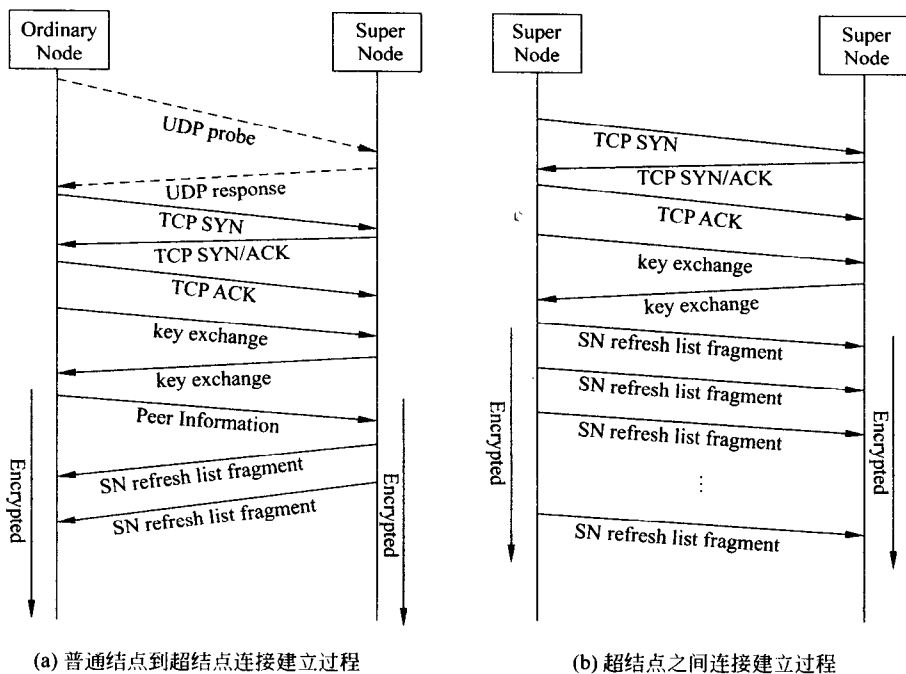 Ordinary
Node
Super
Node
UDP probe
UDP response
TCP SYN
TCP SYN/ACK
TCP ACK
key exchange
key exchange
Peer Information
SN refresh list fragment
SN refresh list fragment
Encrypted
Encrypted
(a) 普通结点到超结点连接建立过程
Super
Node
Super
Node
TCP SYN
TCP SYN/ACK
TCP ACK
key exchange
key exchange
SN refresh list fragment
SN refresh list fragment
SN refresh list fragment
⋮
SN refresh list fragment
Encrypted
Encrypted
(b) 超结点之间连接建立过程